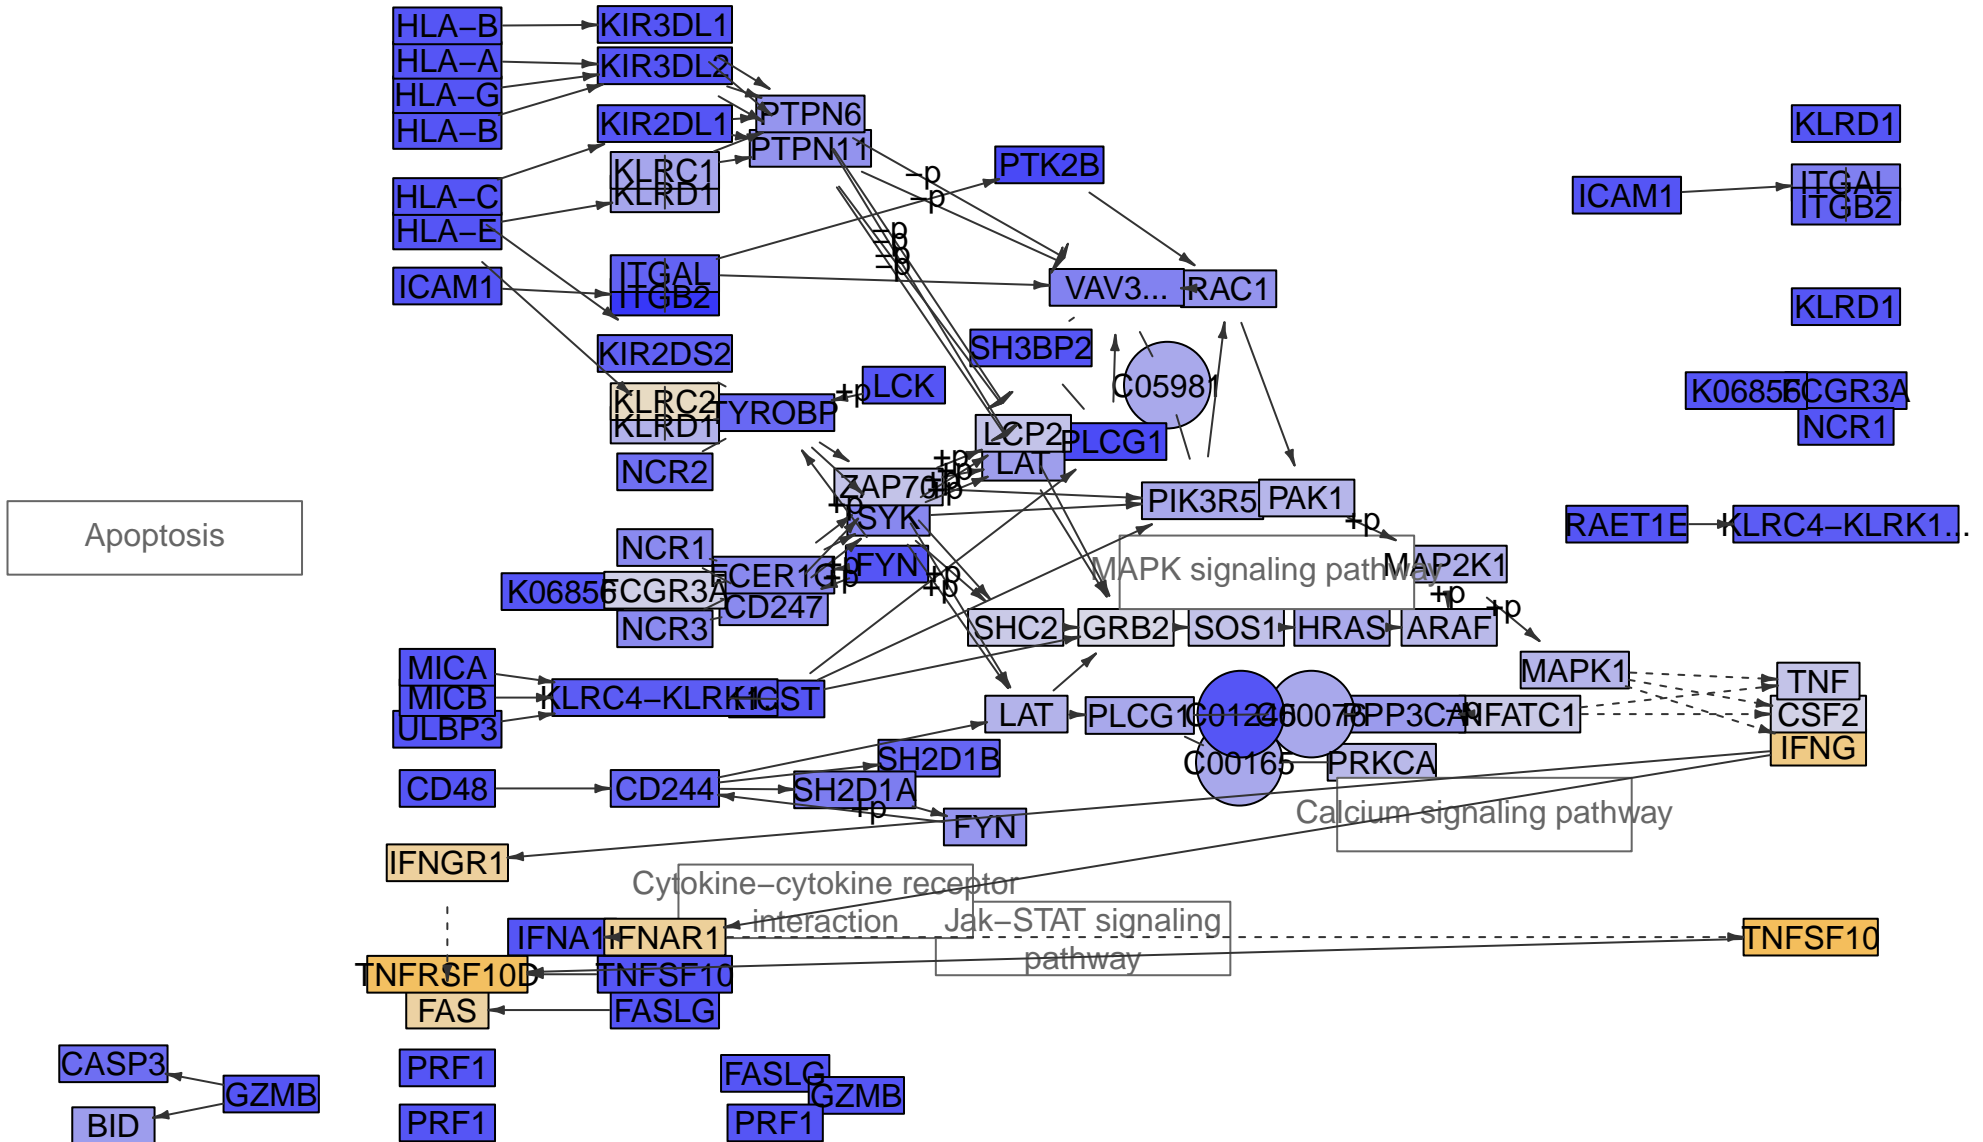 HLA−B
KIR3DL1
HLA−A
KIR3DL2
HLA−G
HLA−B
PTPN6
KIR2DL1
PTPN11
KLRD1
PTK2B
KLRC1
KLRD1
−p
−p
ICAM1
ITGAL
ITGB2
HLA−C
HLA−E
−p
−p
−p
−p
ICAM1
ITGAL
ITGB2
VAV3...
RAC1
KLRD1
KIR2DS2
SH3BP2
C05981
LCK
+p
KLRC2
KLRD1
TYROBP
K06856
FCGR3A
NCR1
LCP2
PLCG1
LAT
NCR2
+p
+p
+p
+p
+p
ZAP70
SYK
+p
PIK3R5
PAK1
+p
Apoptosis
RAET1E
KLRC4−KLRK1...
NCR1
FCER1G
FYN
+p
+p
+p
+p
MAPK signaling pathway
MAP2K1
K06856
FCGR3A
CD247
NCR3
+p
+p
SHC2
GRB2
SOS1
HRAS
ARAF
MICA
MICB
ULBP3
KLRC4−KLRK1...
HCST
MAPK1
TNF
CSF2
IFNG
LAT
PLCG1
C01245
C00076
PPP3CA
NFATC1
C00165
PRKCA
SH2D1B
CD48
CD244
SH2D1A
+p
FYN
Calcium signaling pathway
IFNGR1
Cytokine−cytokine receptor
interaction
Jak−STAT signaling
pathway
IFNA1
IFNAR1
TNFSF10
TNFRSF10D
TNFSF10
FAS
FASLG
CASP3
GZMB
BID
PRF1
PRF1
FASLG
GZMB
PRF1